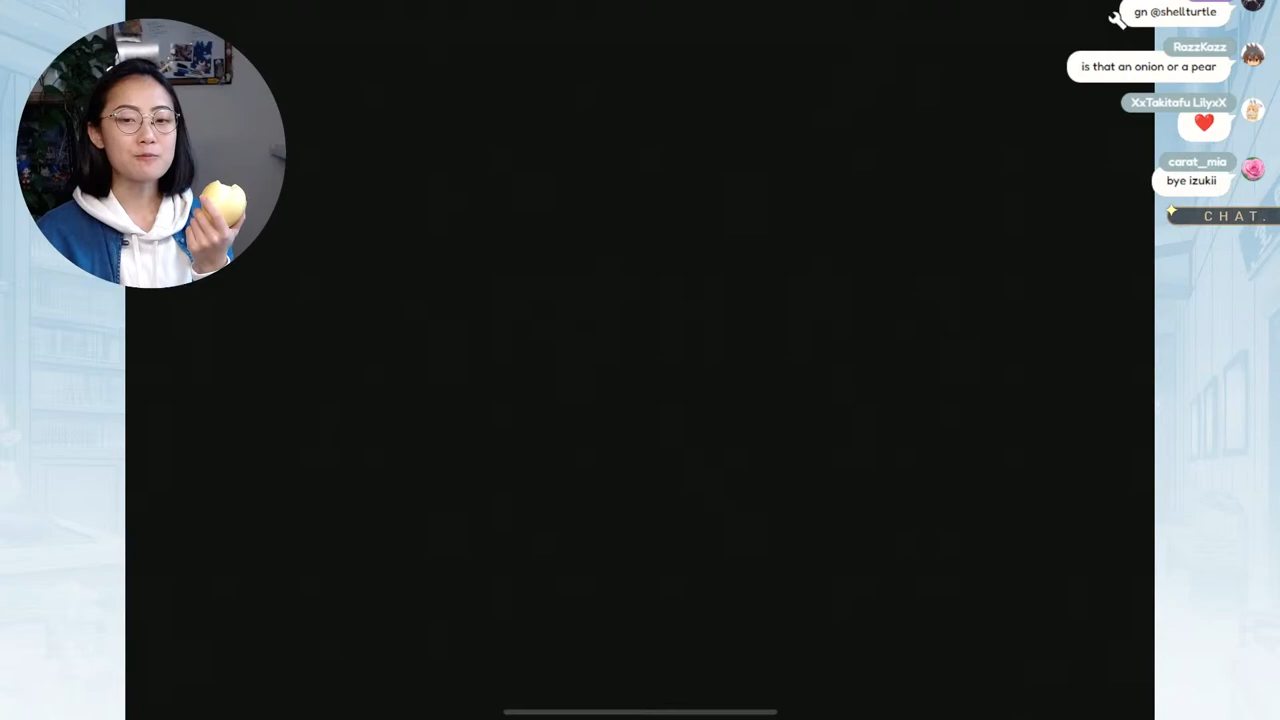 gn @shellturtle
RazzKazz
is that an onion or a pear
XxTakitafu LilyxX
carat_mia
bye izukii
CHAT.